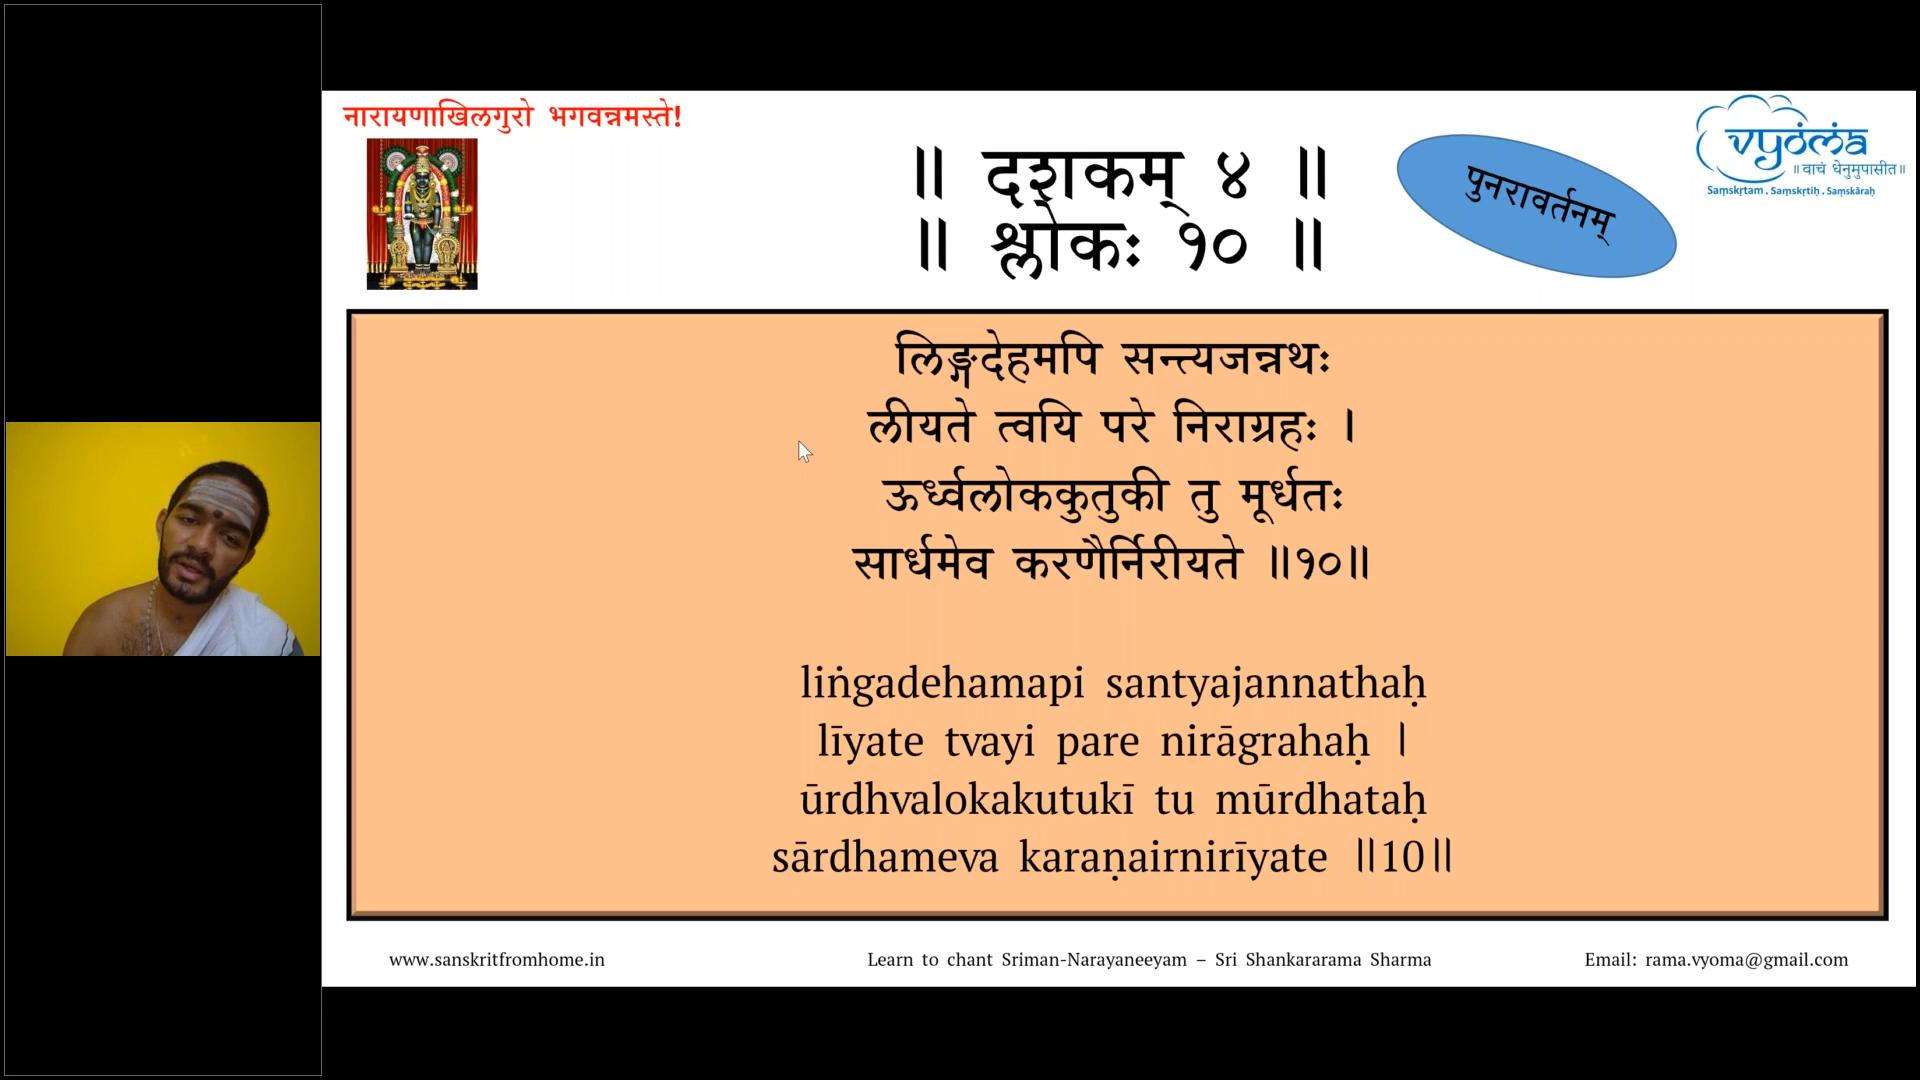 नारायणाखिलगुरो भगवन्नमस्ते!
॥ दशकम् ४ ॥
॥ श्लोकः १० ॥
पुनरावर्तनम्
vyoma
॥ वाचं धेनुमुपासीत॥
Saṃskṛtam . Saṃskṛtiḥ . Saṃskāraḥ
लिङ्गदेहमपि सन्त्यजन्नथः
लीयते त्वयि परे निराग्रहः ।
ऊर्ध्वलोककुतुकी तु मूर्धतः
सार्धमेव करणैर्निरीयते ॥१०॥
liṅgadehamapi santyajannathaḥ
līyate tvayi pare nirāgrahaḥ |
ūrdhvalokakutukī tu mūrdhataḥ
sārdhameva karaṇairnirīyate ||10||
www.sanskritfromhome.in
Learn to chant Sriman-Narayaneeyam – Sri Shankararama Sharma
Email: rama.vyoma@gmail.com